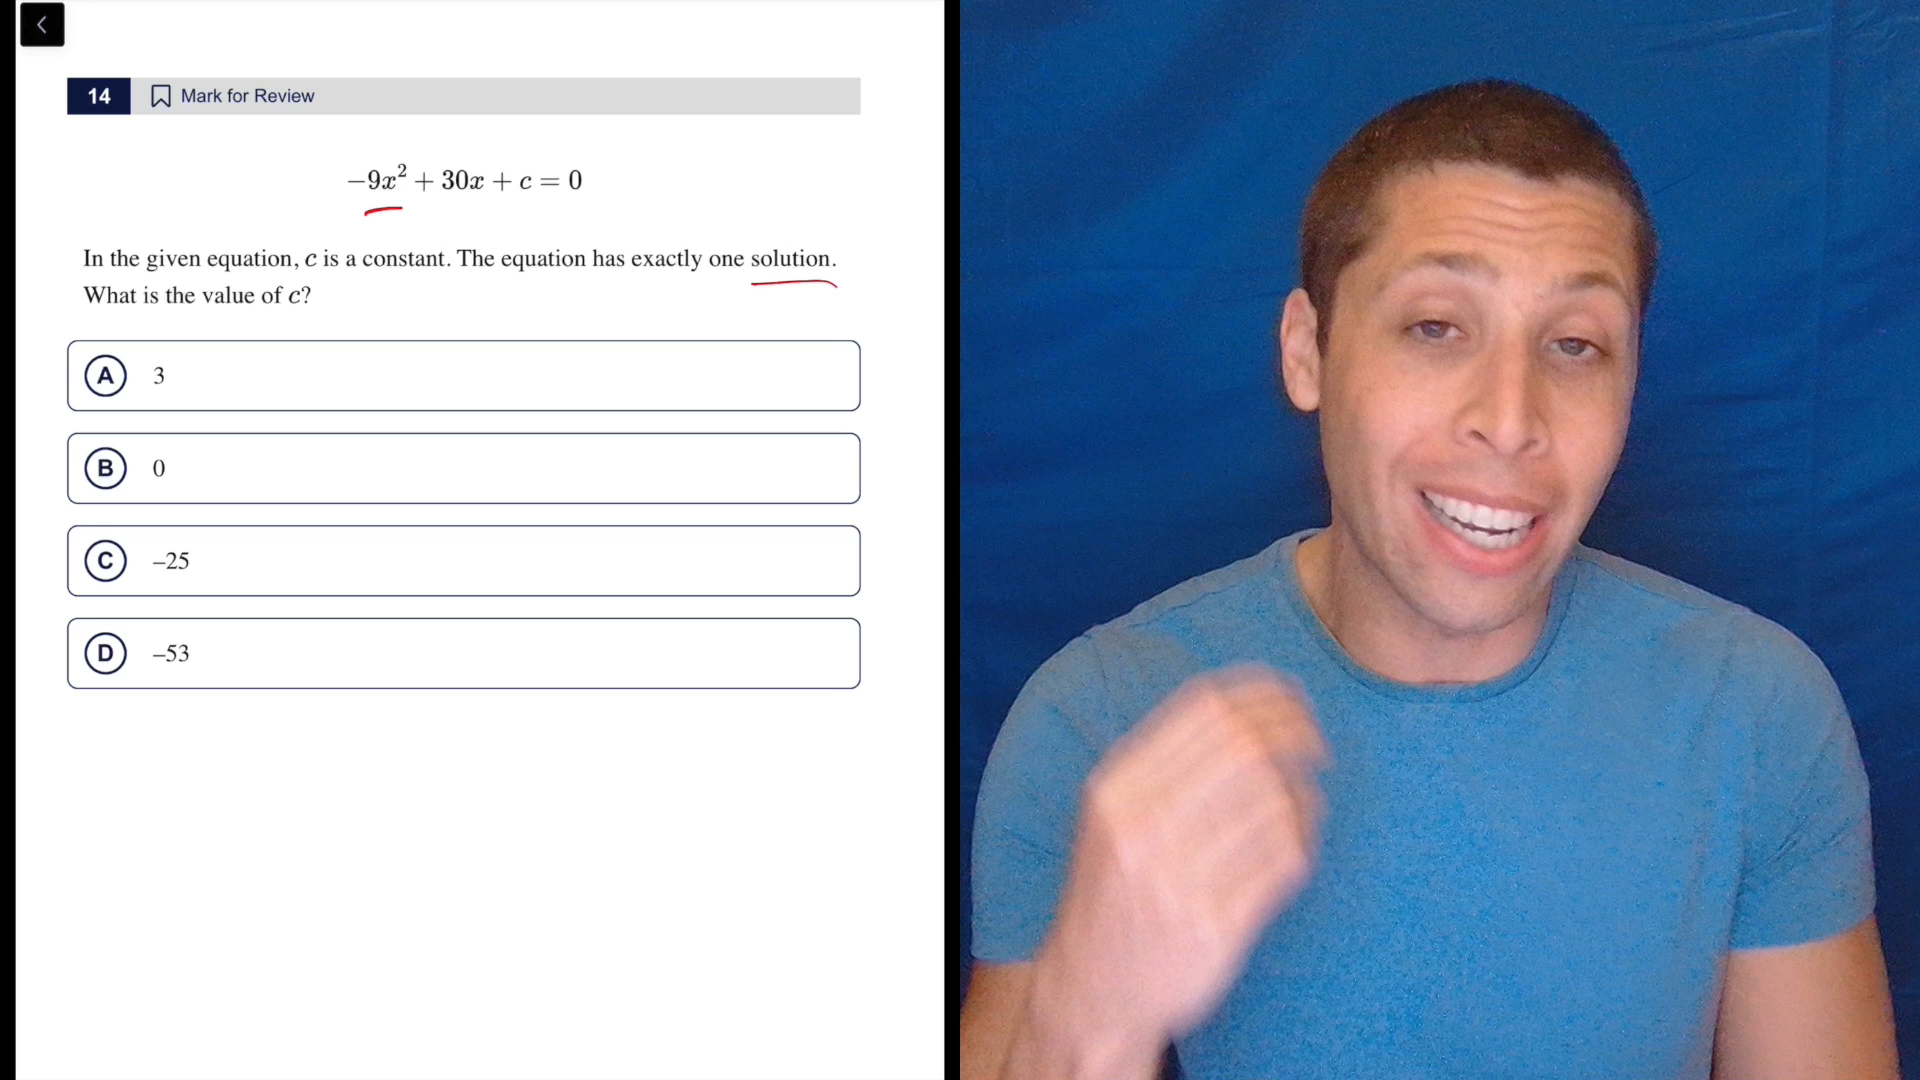 14 Mark for Review
−9x² + 30x + c = 0
In the given equation, c is a constant. The equation has exactly one solution.
What is the value of c?
A 3
B 0
C –25
D –53